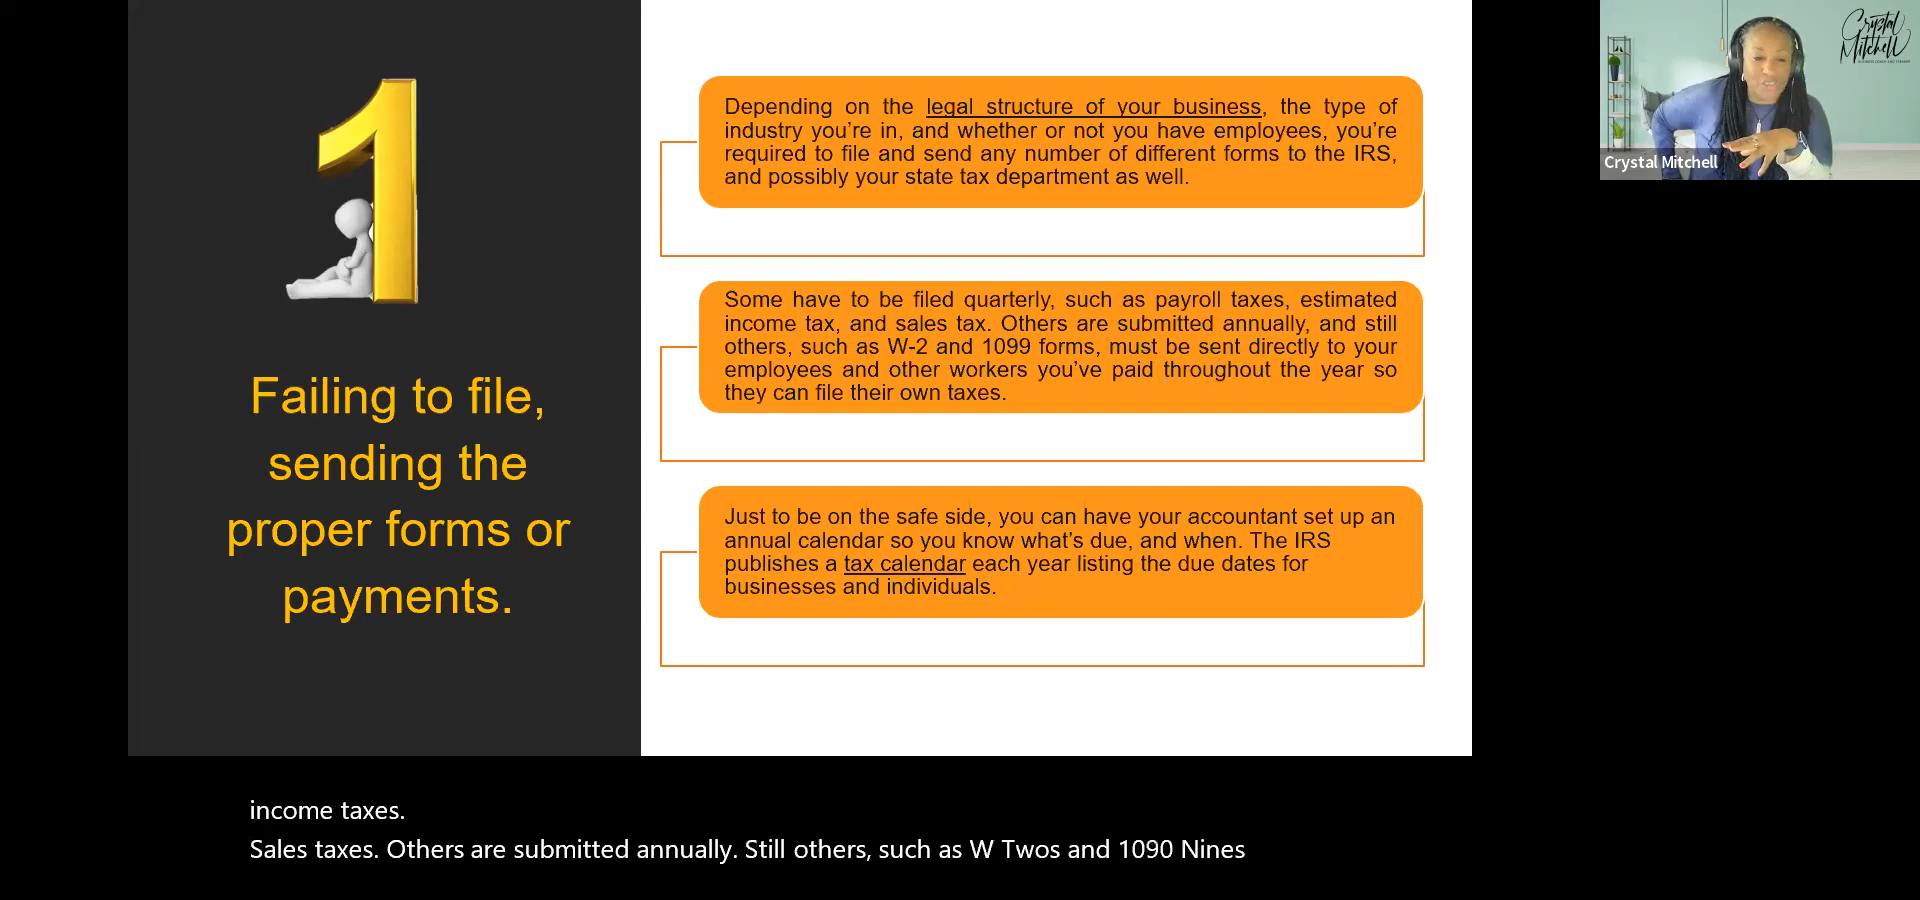 1
Failing to file,
sending the
proper forms or
payments.
Depending on the legal structure of your business, the type of
industry you're in, and whether or not you have employees, you're
required to file and send any number of different forms to the IRS,
and possibly your state tax department as well.
Some have to be filed quarterly, such as payroll taxes, estimated
income tax, and sales tax. Others are submitted annually, and still
others, such as W-2 and 1099 forms, must be sent directly to your
employees and other workers you've paid throughout the year so
they can file their own taxes.
Just to be on the safe side, you can have your accountant set up an
annual calendar so you know what's due, and when. The IRS
publishes a tax calendar each year listing the due dates for
businesses and individuals.
Crystal
Mitchell
Crystal Mitchell
income taxes.
Sales taxes. Others are submitted annually. Still others, such as W Twos and 1090 Nines